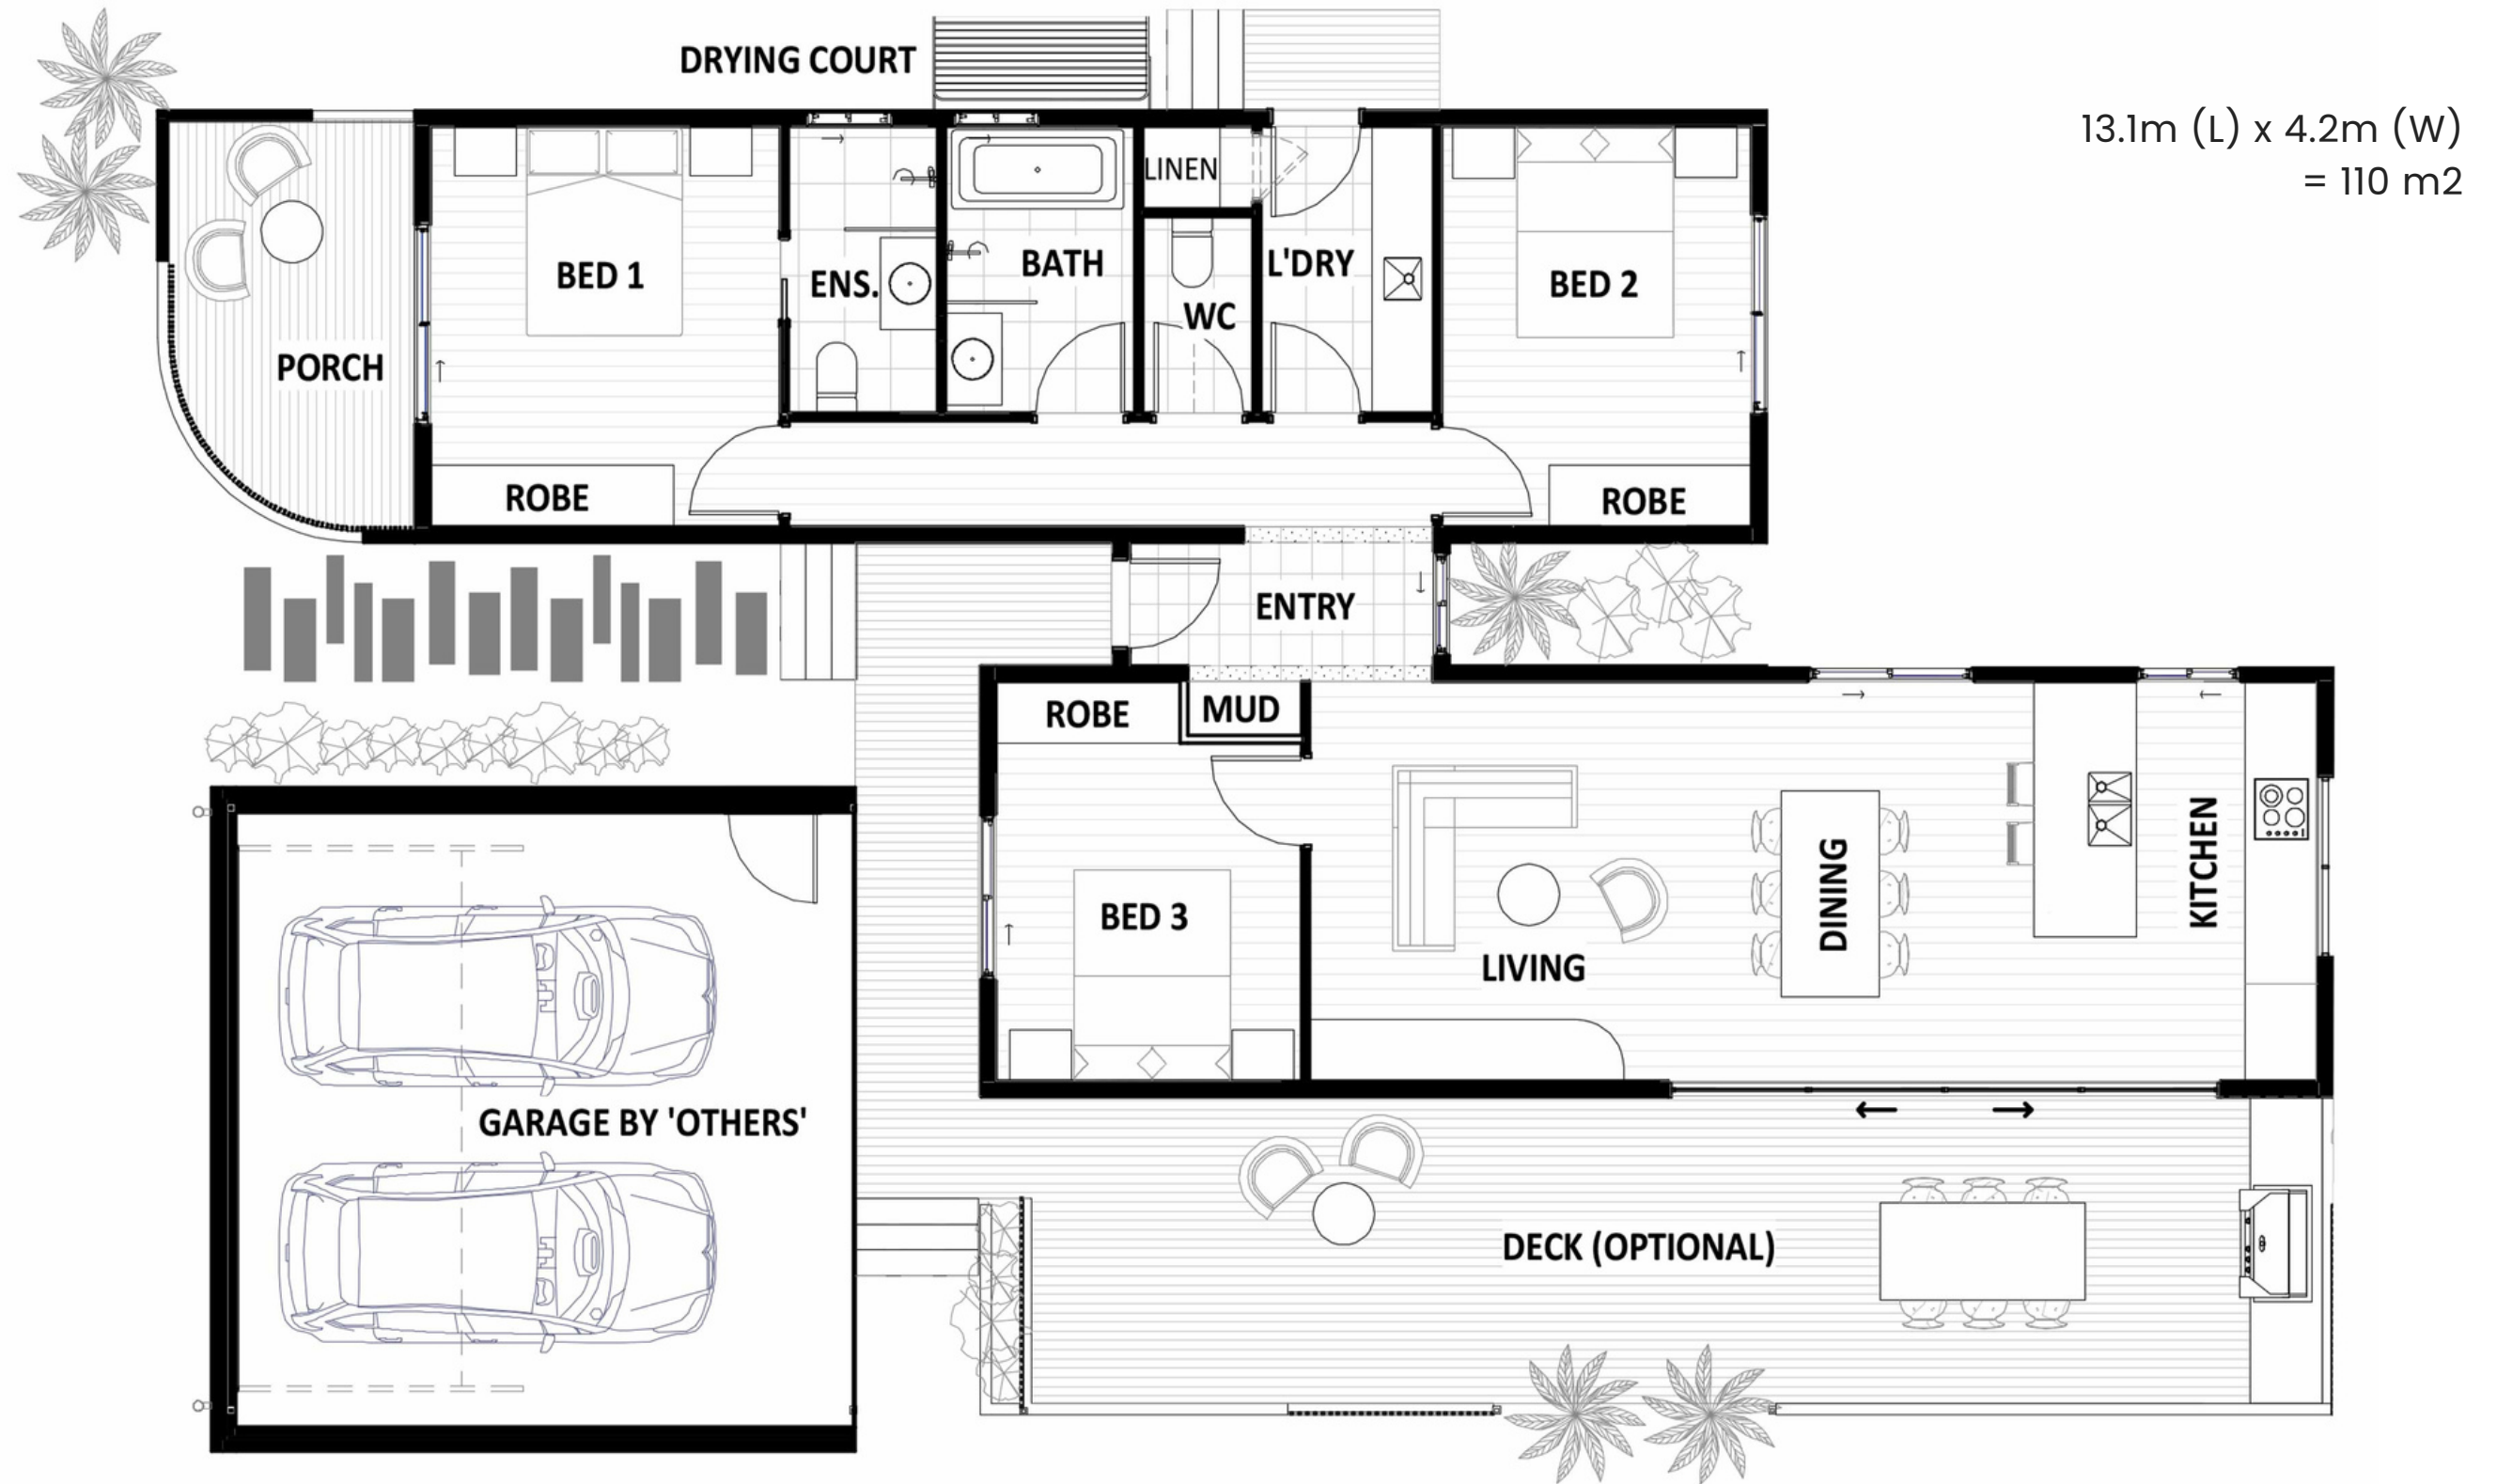 DRYING COURT
13.1m (L) x 4.2m (W)
= 110 m2
LINEN
BED 1
ENS.
BATH
L'DRY
BED 2
WC
PORCH
ROBE
ROBE
ENTRY
ROBE
MUD
BED 3
LIVING
DINING
KITCHEN
GARAGE BY 'OTHERS'
DECK (OPTIONAL)